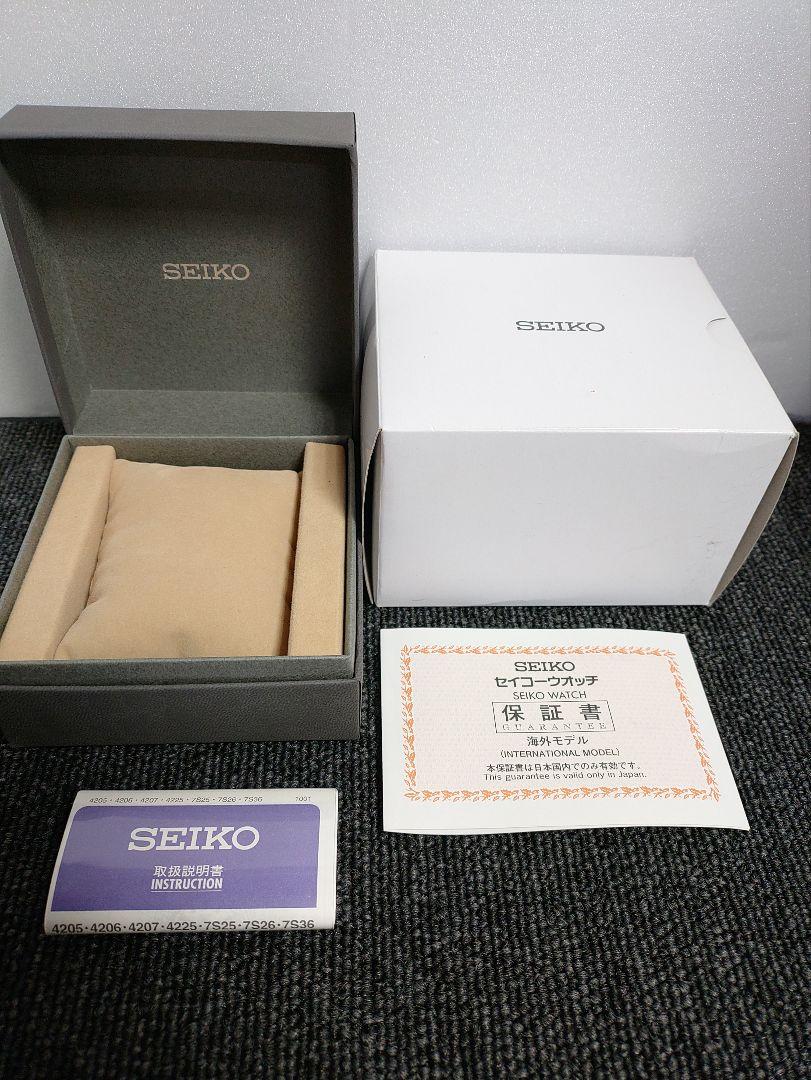 SEIKO
SEIKO
SEIKO
セイコーウオッチ
SEIKO WATCH
保証書
GUARANTEE
海外モデル
(INTERNATIONAL MODEL)
本保証書は日本国内でのみ有効です。
This guarantee is valid only in Japan.
4205・4206・4207・4225・7S25・7S26・7S36 T001
SEIKO
取扱説明書
INSTRUCTION
4205・4206・4207・4225・7S25・7S26・7S36